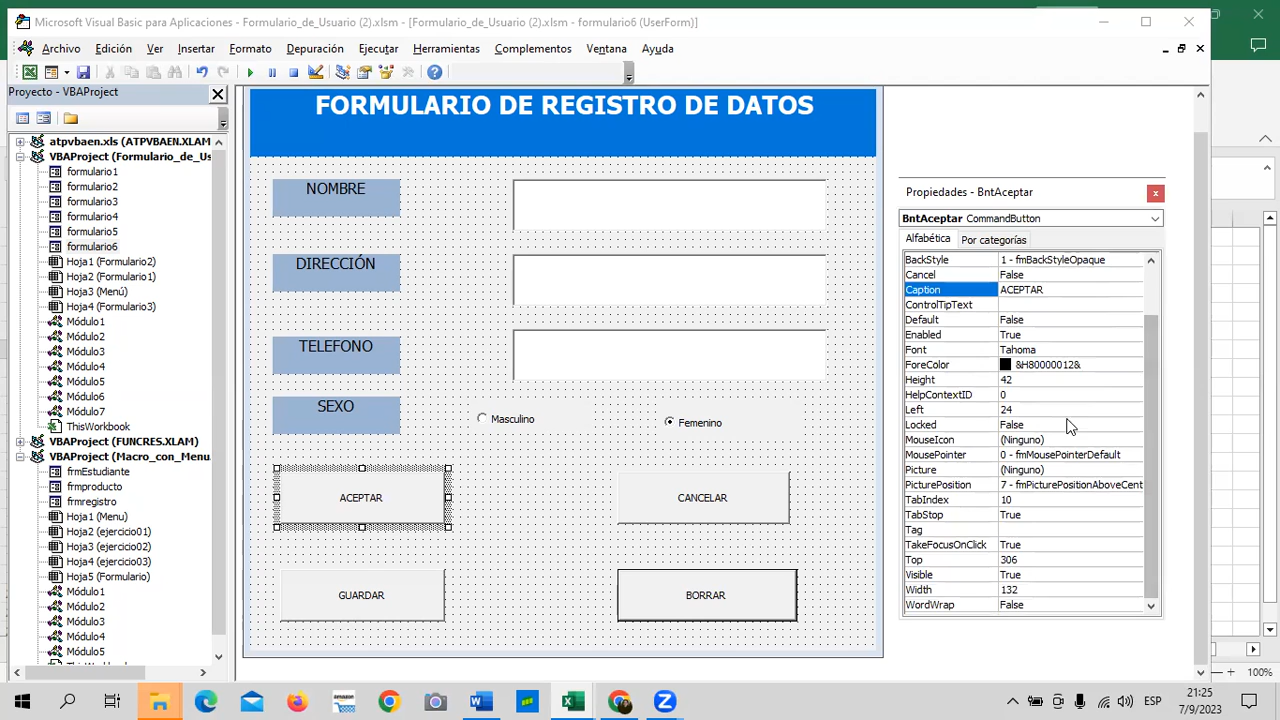 Microsoft Visual Basic para Aplicaciones - Formulario_de_Usuario (2).xlsm - [Formulario_de_Usuario (2).xlsm - formulario6 (UserForm)]
Archivo Edición Ver Insertar Formato Depuración Ejecutar Herramientas Complementos Ventana Ayuda
Proyecto - VBAProject
atpvbaen.xls (ATPVBAEN.XLAM
VBAProject (Formulario_de_Us
formulario1
formulario2
formulario3
formulario4
formulario5
formulario6
Hoja1 (Formulario2)
Hoja2 (Formulario1)
Hoja3 (Menú)
Hoja4 (Formulario3)
Módulo1
Módulo2
Módulo3
Módulo4
Módulo5
Módulo6
Módulo7
ThisWorkbook
VBAProject (FUNCRES.XLAM)
VBAProject (Macro_con_Menu
frmEstudiante
frmproducto
frmregistro
Hoja1 (Menu)
Hoja2 (ejercicio01)
Hoja3 (ejercicio02)
Hoja4 (ejercicio03)
Hoja5 (Formulario)
Módulo1
Módulo2
Módulo3
Módulo4
Módulo5
FORMULARIO DE REGISTRO DE DATOS
NOMBRE
DIRECCIÓN
TELEFONO
SEXO
Masculino
Femenino
ACEPTAR
CANCELAR
GUARDAR
BORRAR
Propiedades - BntAceptar
BntAceptar CommandButton
Alfabética Por categorías
BackStyle 1 - fmBackStyleOpaque
Cancel False
Caption ACEPTAR
ControlTipText
Default False
Enabled True
Font Tahoma
ForeColor &H80000012&
Height 42
HelpContextID 0
Left 24
Locked False
MouseIcon (Ninguno)
MousePointer 0 - fmMousePointerDefault
Picture (Ninguno)
PicturePosition 7 - fmPicturePositionAboveCent
TabIndex 10
TabStop True
Tag
TakeFocusOnClick True
Top 306
Visible True
Width 132
WordWrap False
100%
ESP
21:25
7/9/2023